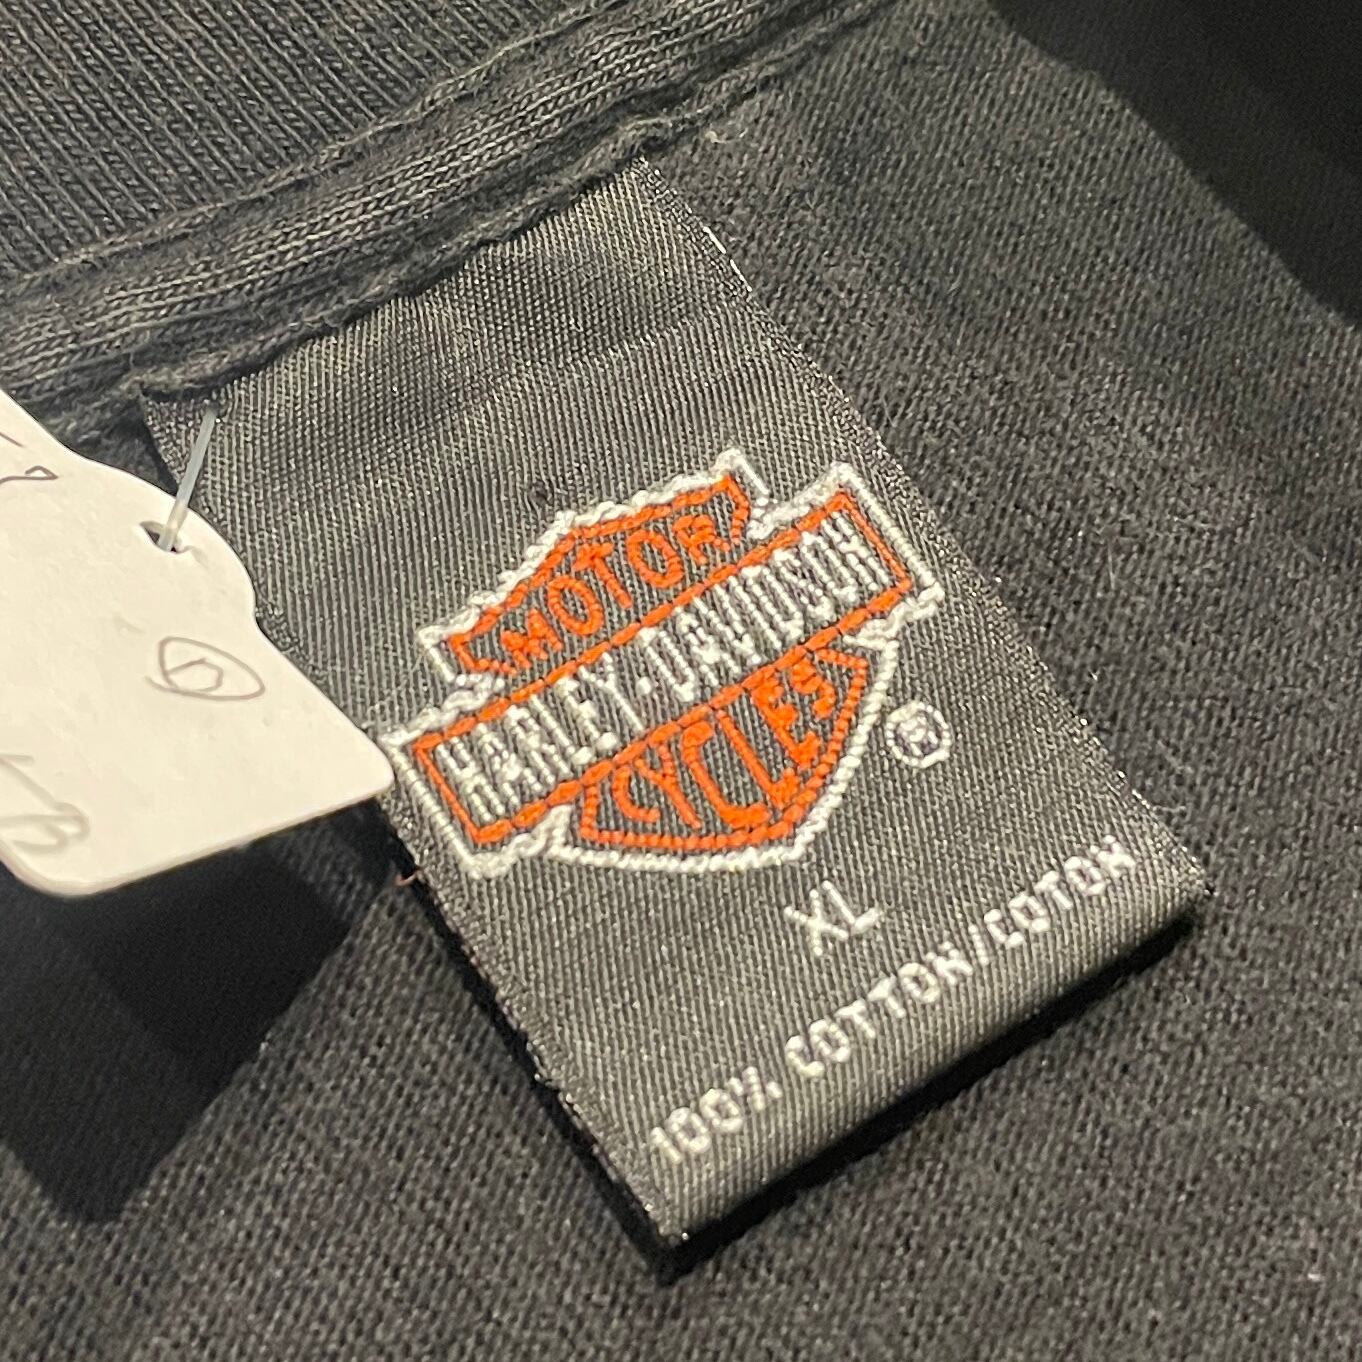 MOTOR
HARLEY-DAVIDSON
CYCLES
®
XL
100% COTTON/COTON